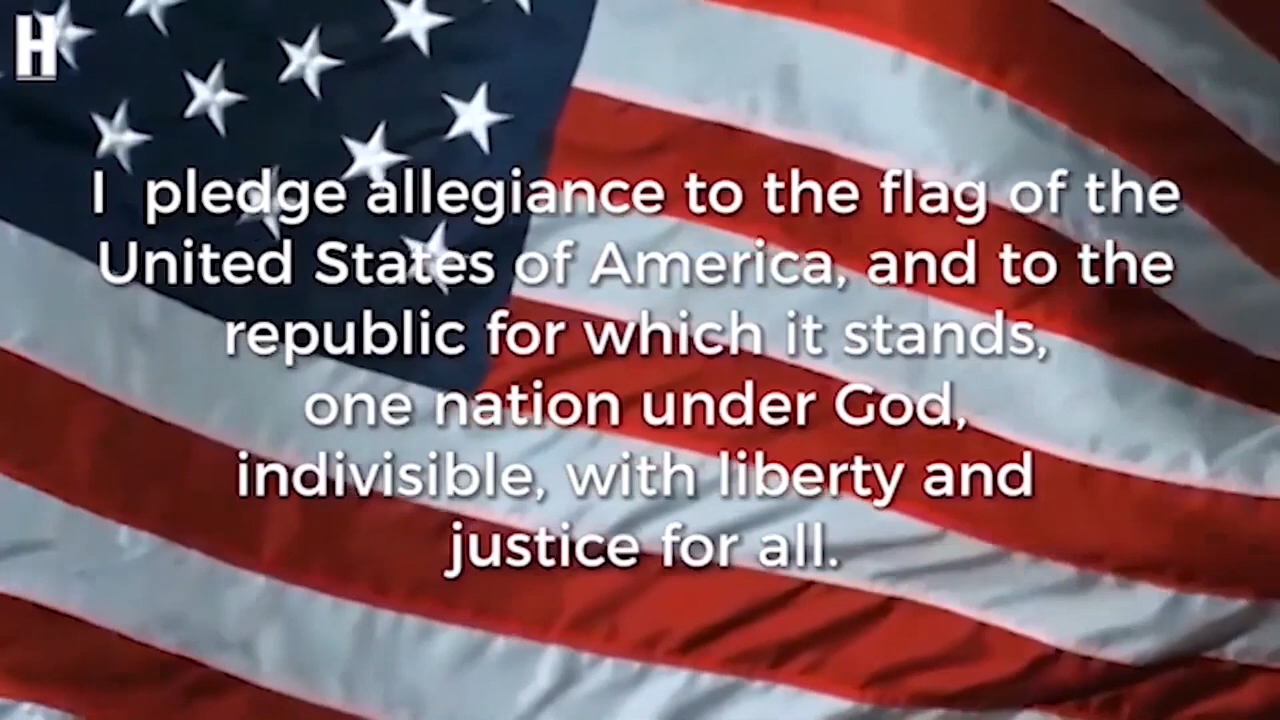 H
I pledge allegiance to the flag of the
United States of America, and to the
republic for which it stands,
one nation under God,
indivisible, with liberty and
justice for all.